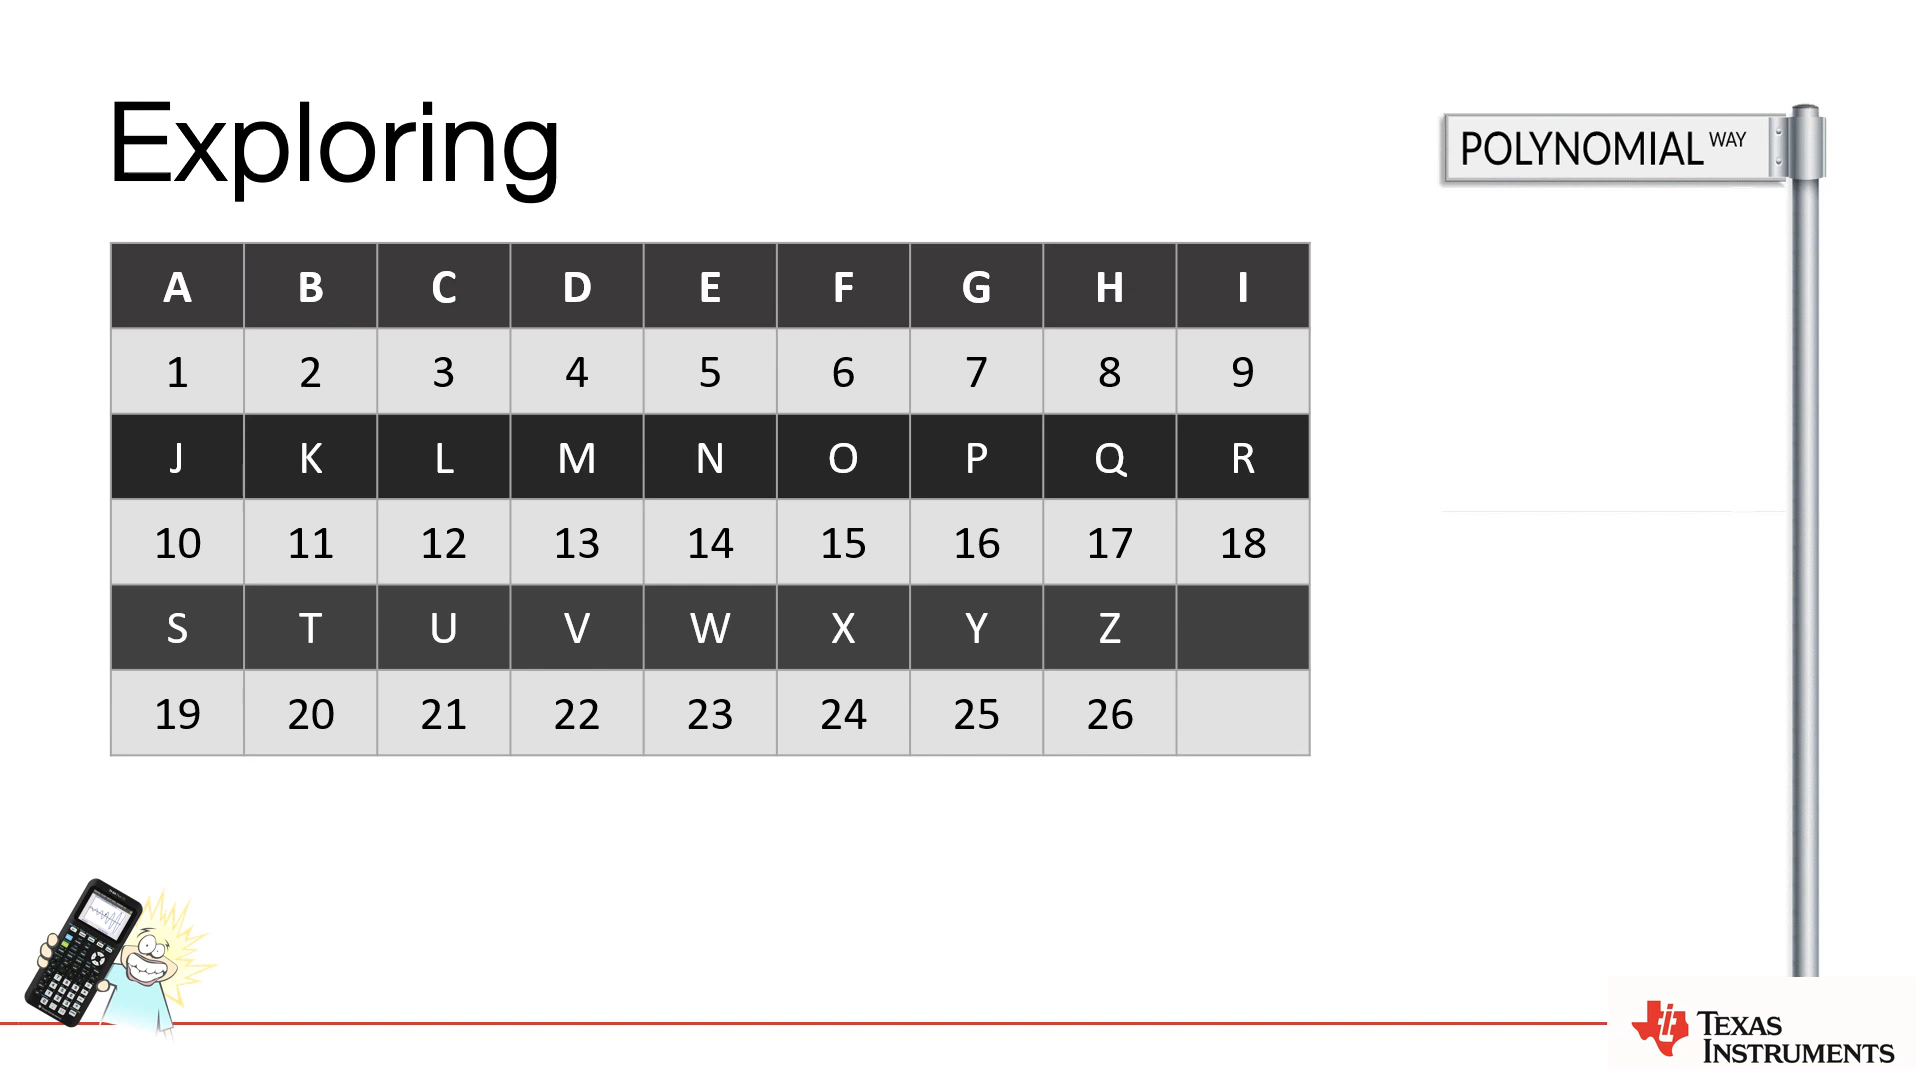 Exploring
POLYNOMIAL WAY
A B C D E F G H I
1 2 3 4 5 6 7 8 9
J K L M N O P Q R
10 11 12 13 14 15 16 17 18
S T U V W X Y Z
19 20 21 22 23 24 25 26
TEXAS
INSTRUMENTS